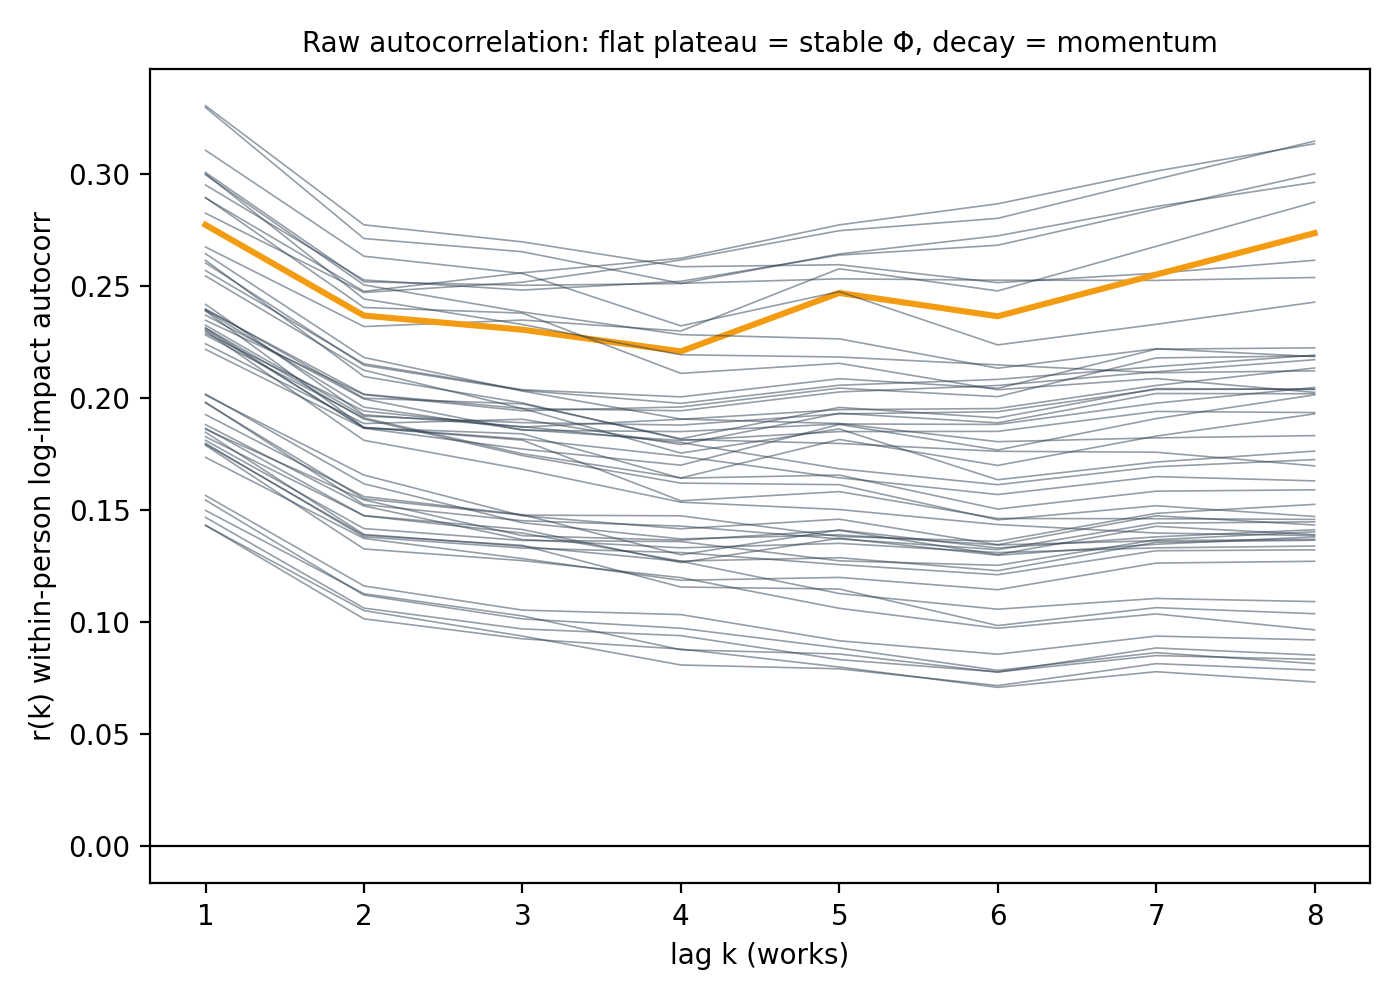 Raw autocorrelation: flat plateau = stable Φ, decay = momentum
r(k) within-person log-impact autocorr
0.30
0.25
0.20
0.15
0.10
0.05
0.00
1 2 3 4 5 6 7 8
lag k (works)